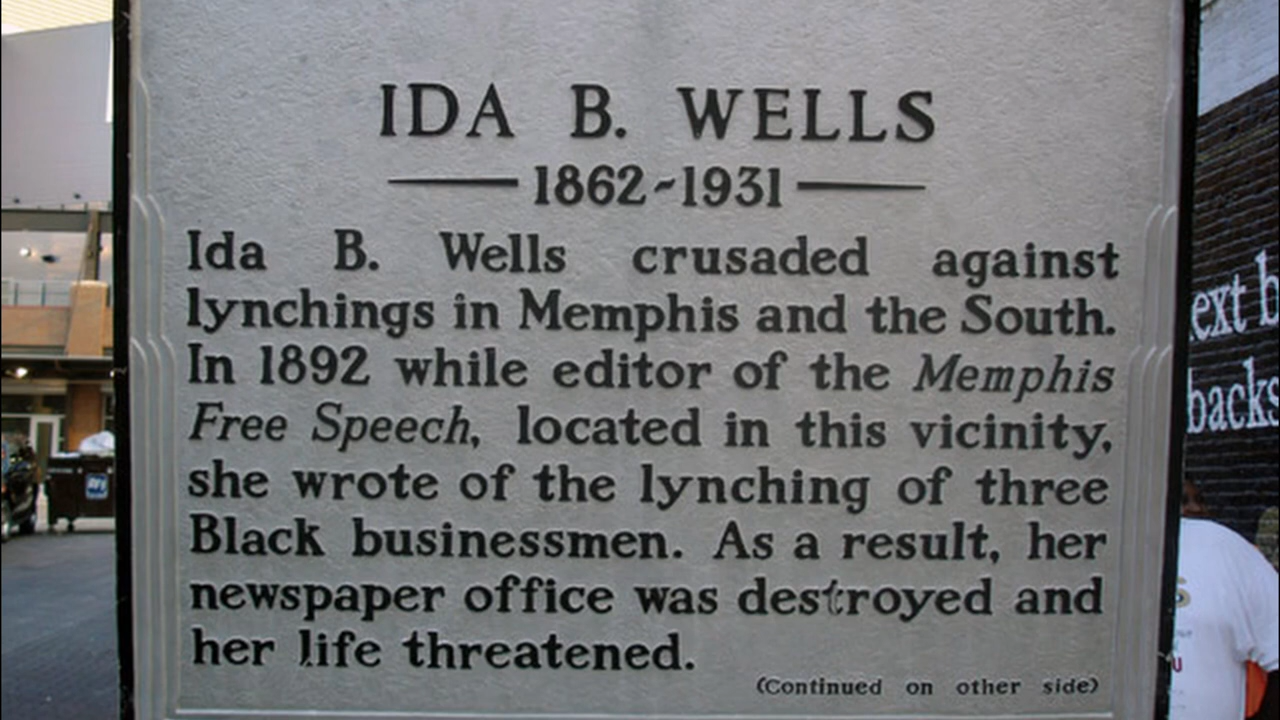 IDA B. WELLS
1862~1931
Ida B. Wells crusaded against
lynchings in Memphis and the South.
In 1892 while editor of the Memphis
Free Speech, located in this vicinity,
she wrote of the lynching of three
Black businessmen. As a result, her
newspaper office was destroyed and
her life threatened.
(Continued on other side)
backs